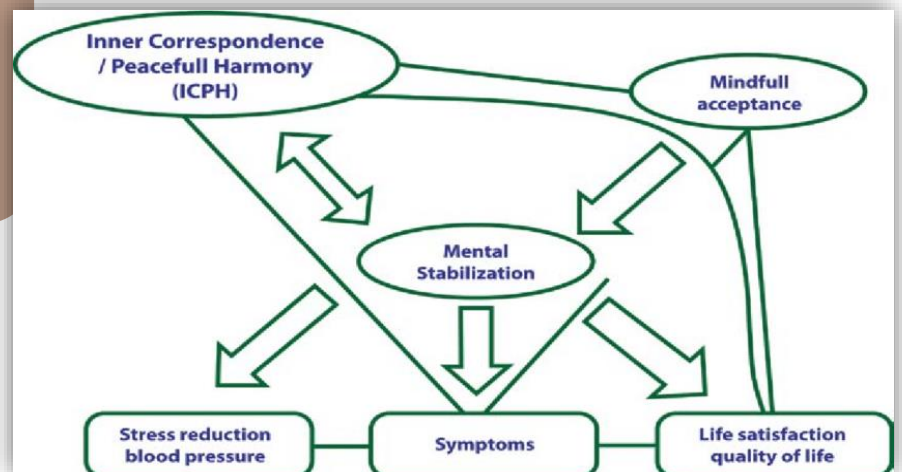 Inner Correspondence
/ Peacefull Harmony
(ICPH)
Mindfull
acceptance
Mental
Stabilization
Stress reduction
blood pressure
Symptoms
Life satisfaction
quality of life